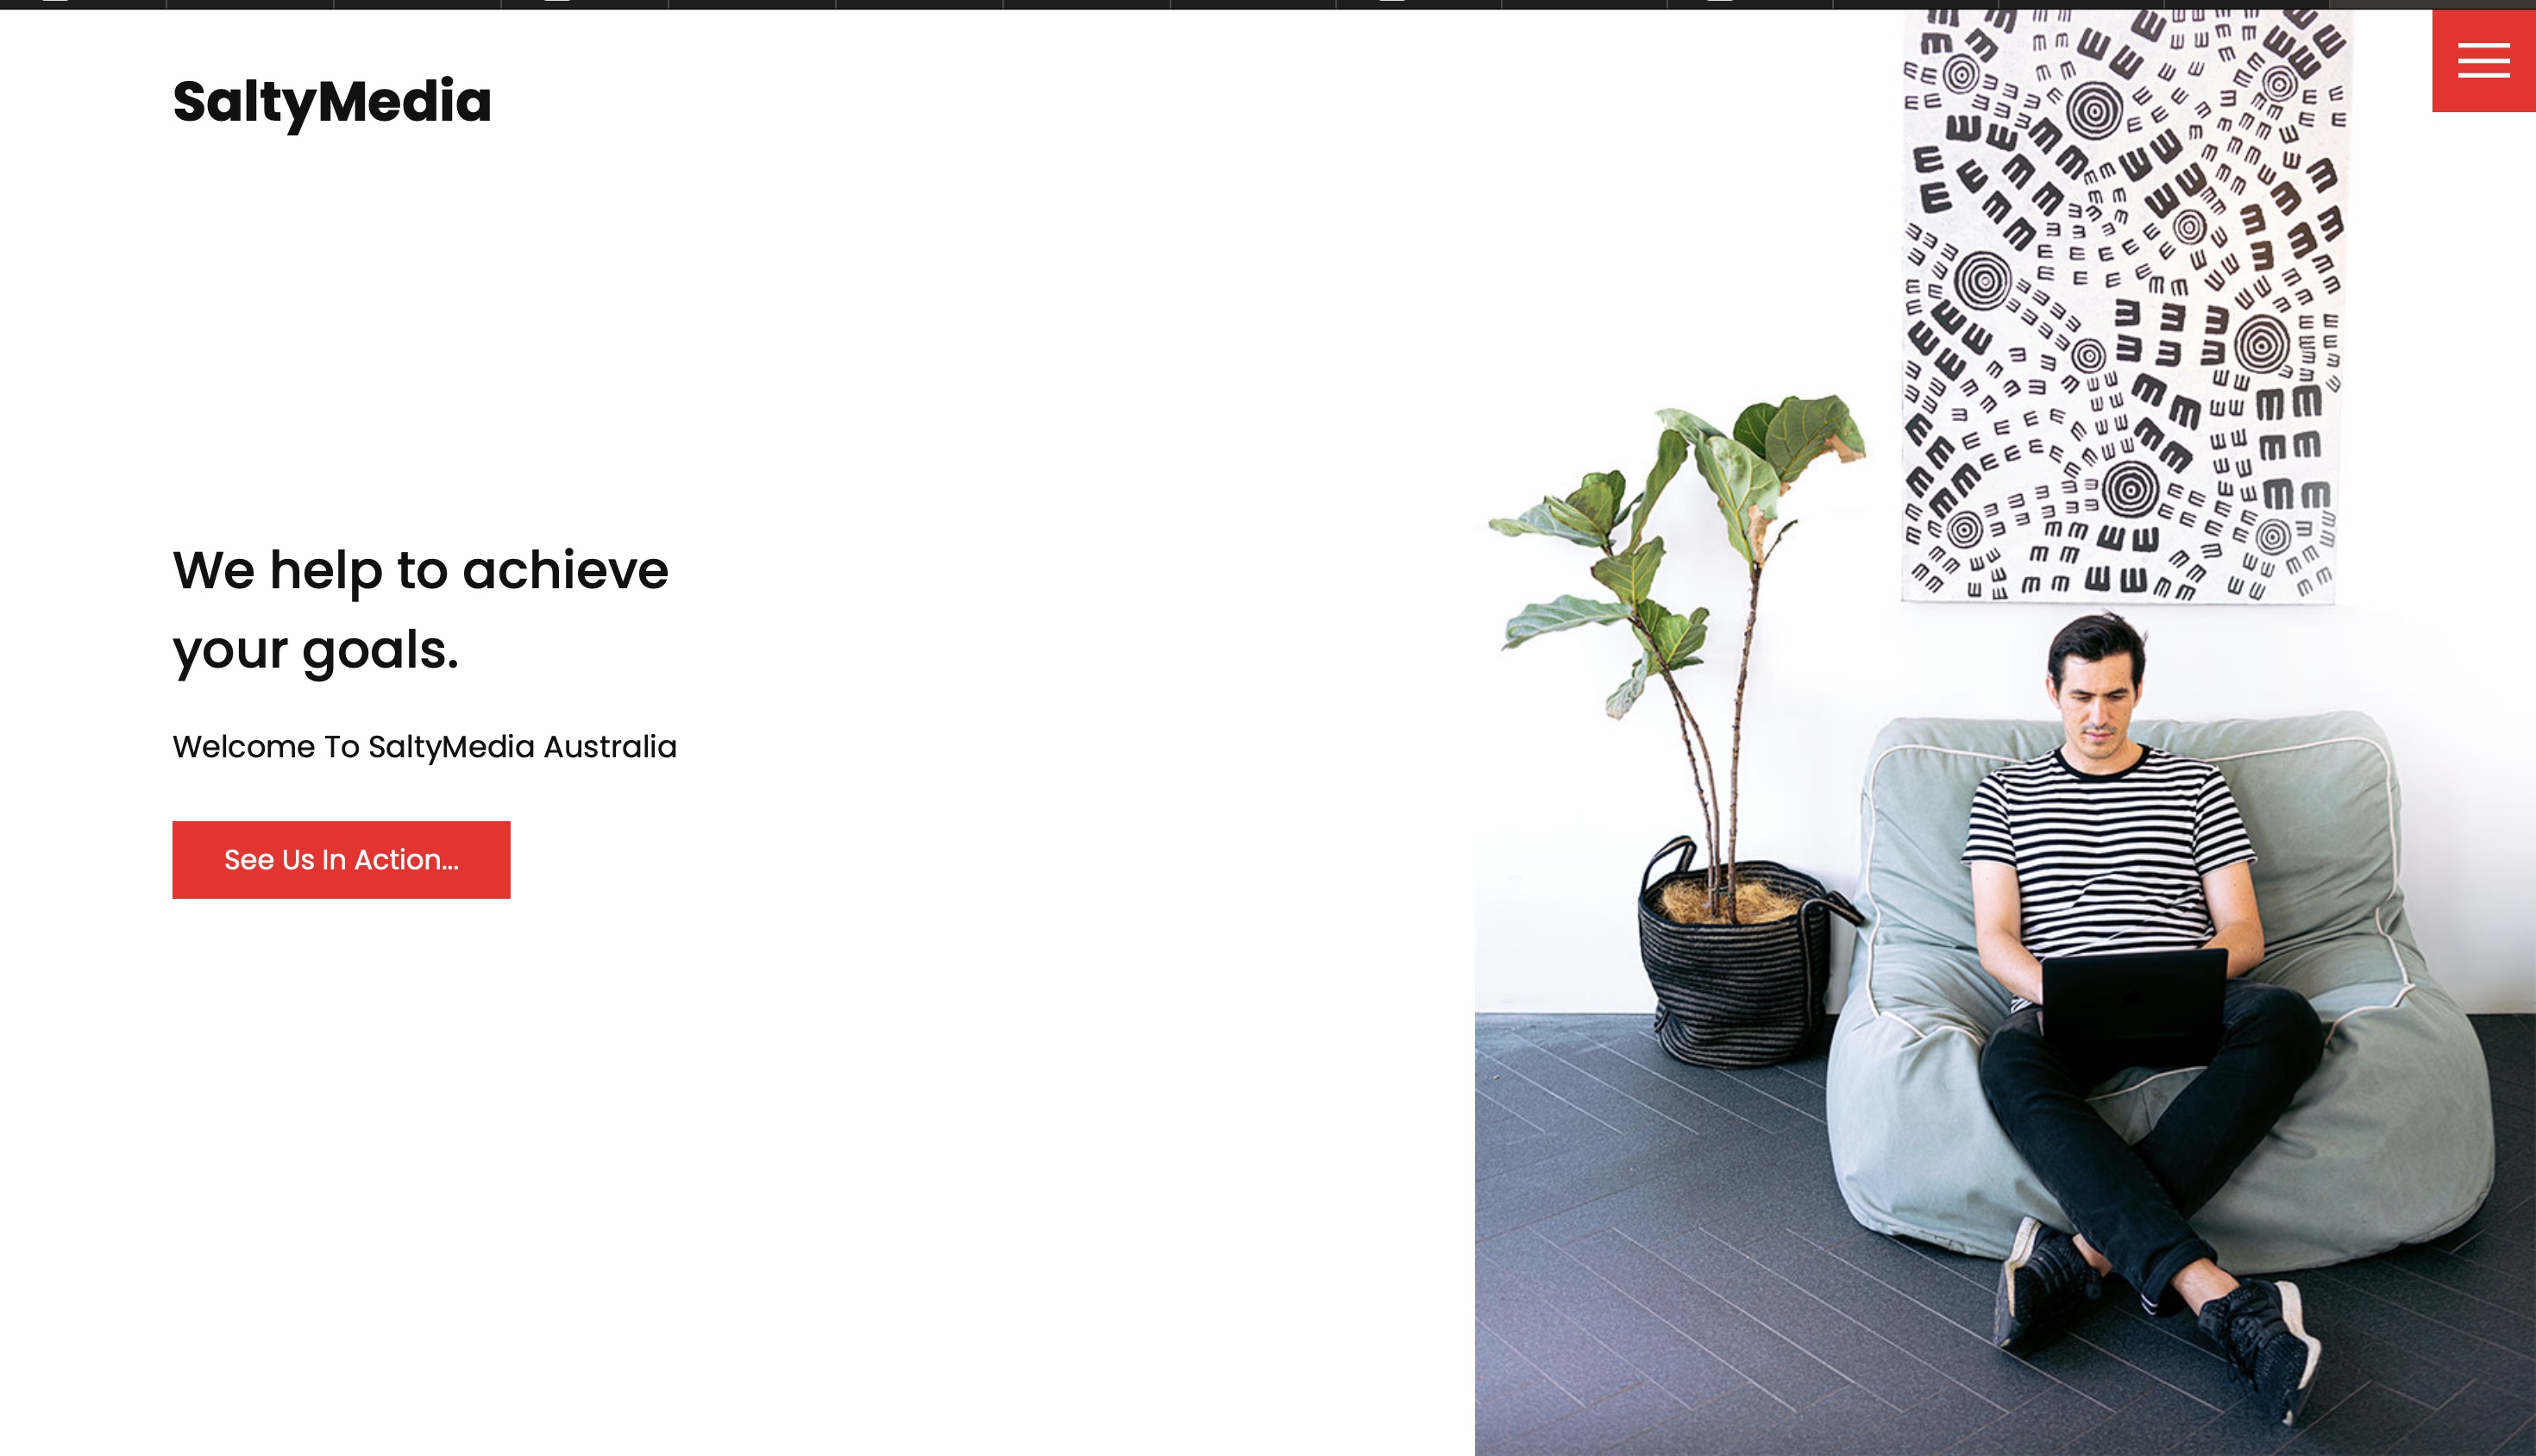 SaltyMedia
We help to achieve
your goals.
Welcome To SaltyMedia Australia
See Us In Action...